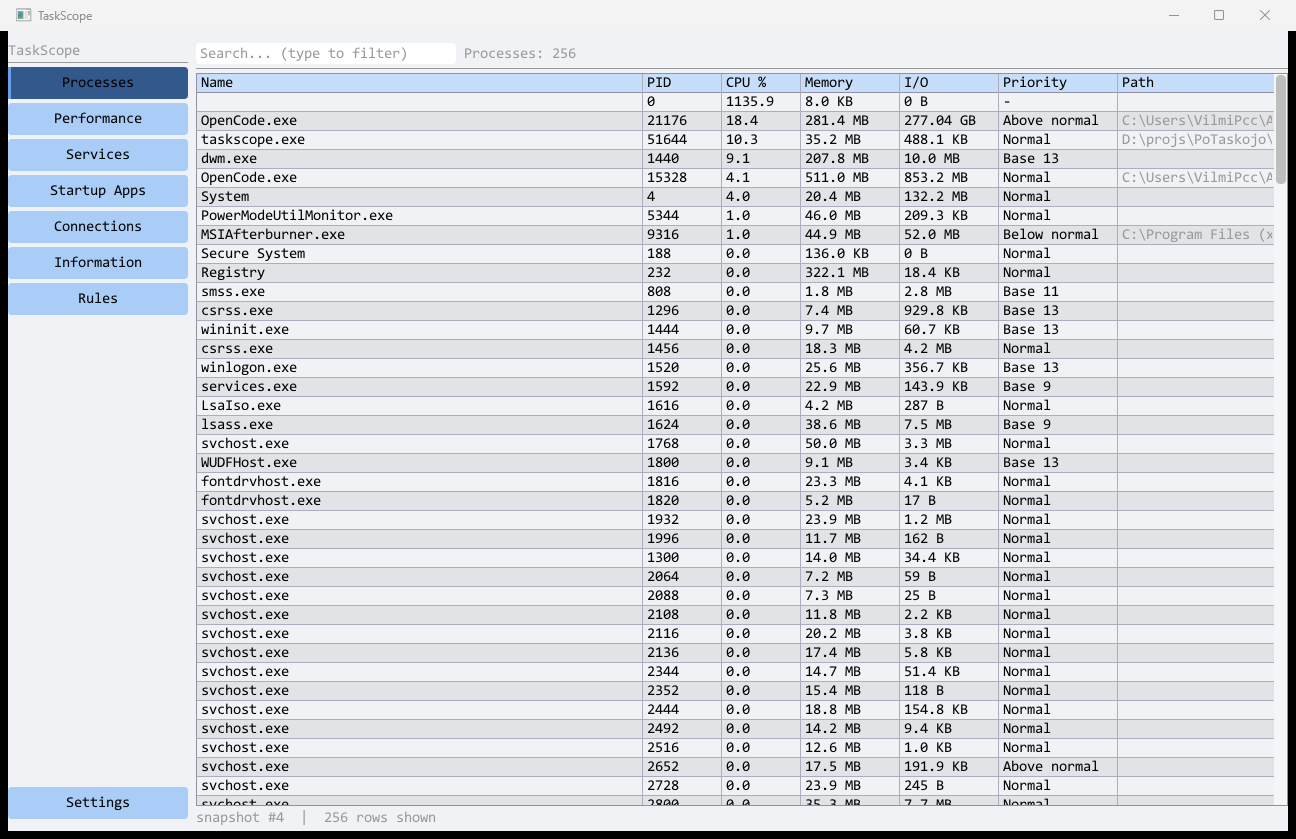 TaskScope
TaskScope
Search... (type to filter) Processes: 256
Processes
Performance
Services
Startup Apps
Connections
Information
Rules
Settings
Name PID CPU % Memory I/O Priority Path
0 1135.9 8.0 KB 0 B -
OpenCode.exe 21176 18.4 281.4 MB 277.04 GB Above normal C:\Users\VilmiPcc\A
taskscope.exe 51644 10.3 35.2 MB 488.1 KB Normal D:\projs\PoTaskojo\
dwm.exe 1440 9.1 207.8 MB 10.0 MB Base 13
OpenCode.exe 15328 4.1 511.0 MB 853.2 MB Normal C:\Users\VilmiPcc\A
System 4 4.0 20.4 MB 132.2 MB Normal
PowerModeUtilMonitor.exe 5344 1.0 46.0 MB 209.3 KB Normal
MSIAfterburner.exe 9316 1.0 44.9 MB 52.0 MB Below normal C:\Program Files (x
Secure System 188 0.0 136.0 KB 0 B Normal
Registry 232 0.0 322.1 MB 18.4 KB Normal
smss.exe 808 0.0 1.8 MB 2.8 MB Base 11
csrss.exe 1296 0.0 7.4 MB 929.8 KB Base 13
wininit.exe 1444 0.0 9.7 MB 60.7 KB Base 13
csrss.exe 1456 0.0 18.3 MB 4.2 MB Normal
winlogon.exe 1520 0.0 25.6 MB 356.7 KB Base 13
services.exe 1592 0.0 22.9 MB 143.9 KB Base 9
LsaIso.exe 1616 0.0 4.2 MB 287 B Normal
lsass.exe 1624 0.0 38.6 MB 7.5 MB Base 9
svchost.exe 1768 0.0 50.0 MB 3.3 MB Normal
WUDFHost.exe 1800 0.0 9.1 MB 3.4 KB Base 13
fontdrvhost.exe 1816 0.0 23.3 MB 4.1 KB Normal
fontdrvhost.exe 1820 0.0 5.2 MB 17 B Normal
svchost.exe 1932 0.0 23.9 MB 1.2 MB Normal
svchost.exe 1996 0.0 11.7 MB 162 B Normal
svchost.exe 1300 0.0 14.0 MB 34.4 KB Normal
svchost.exe 2064 0.0 7.2 MB 59 B Normal
svchost.exe 2088 0.0 7.3 MB 25 B Normal
svchost.exe 2108 0.0 11.8 MB 2.2 KB Normal
svchost.exe 2116 0.0 20.2 MB 3.8 KB Normal
svchost.exe 2136 0.0 17.4 MB 5.8 KB Normal
svchost.exe 2344 0.0 14.7 MB 51.4 KB Normal
svchost.exe 2352 0.0 15.4 MB 118 B Normal
svchost.exe 2444 0.0 18.8 MB 154.8 KB Normal
svchost.exe 2492 0.0 14.2 MB 9.4 KB Normal
svchost.exe 2516 0.0 12.6 MB 1.0 KB Normal
svchost.exe 2652 0.0 17.5 MB 191.9 KB Above normal
svchost.exe 2728 0.0 23.9 MB 245 B Normal
svchost.exe 2800 0.0 35.3 MB 7.7 MB Normal
snapshot #4 | 256 rows shown